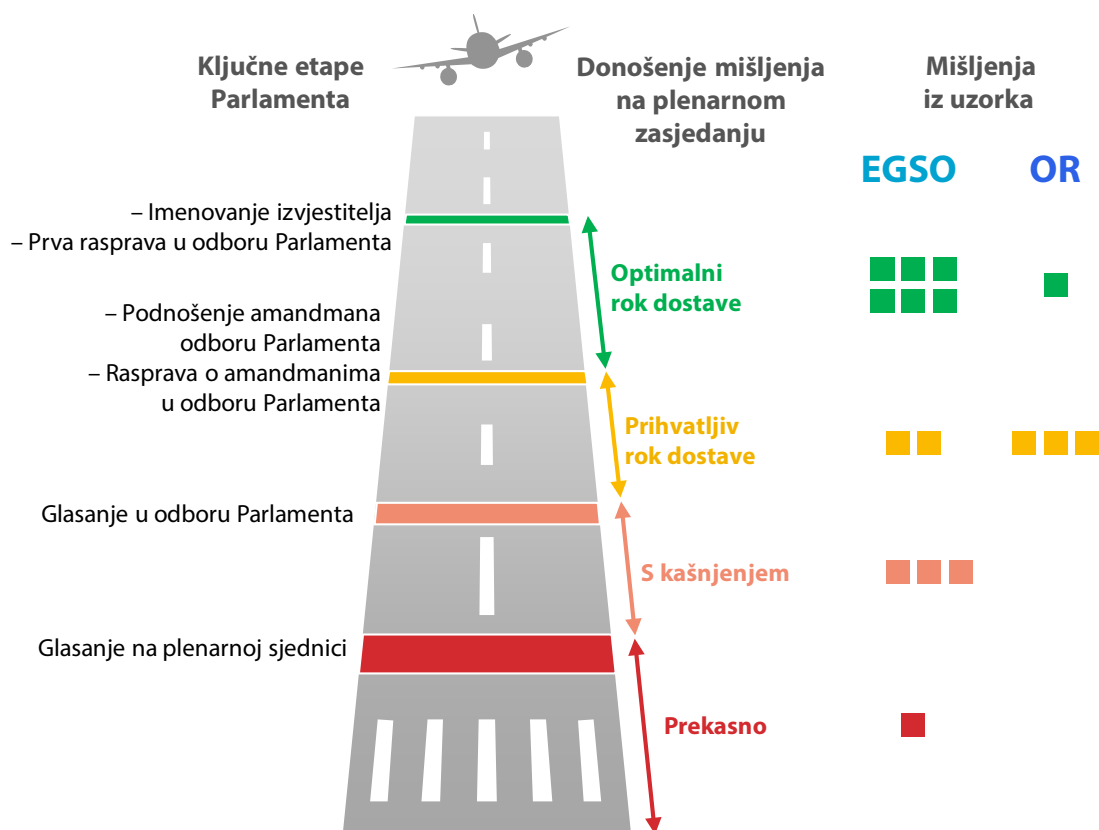 Ključne etape
Parlamenta
Donošenje mišljenja
na plenarnom
zasjedanju
Mišljenja
iz uzorka
EGSO
OR
– Imenovanje izvjestitelja
– Prva rasprava u odboru Parlamenta
Optimalni
rok dostave
– Podnošenje amandmana
odboru Parlamenta
– Rasprava o amandmanima
u odboru Parlamenta
Prihvatljiv
rok dostave
Glasanje u odboru Parlamenta
S kašnjenjem
Glasanje na plenarnoj sjednici
Prekasno